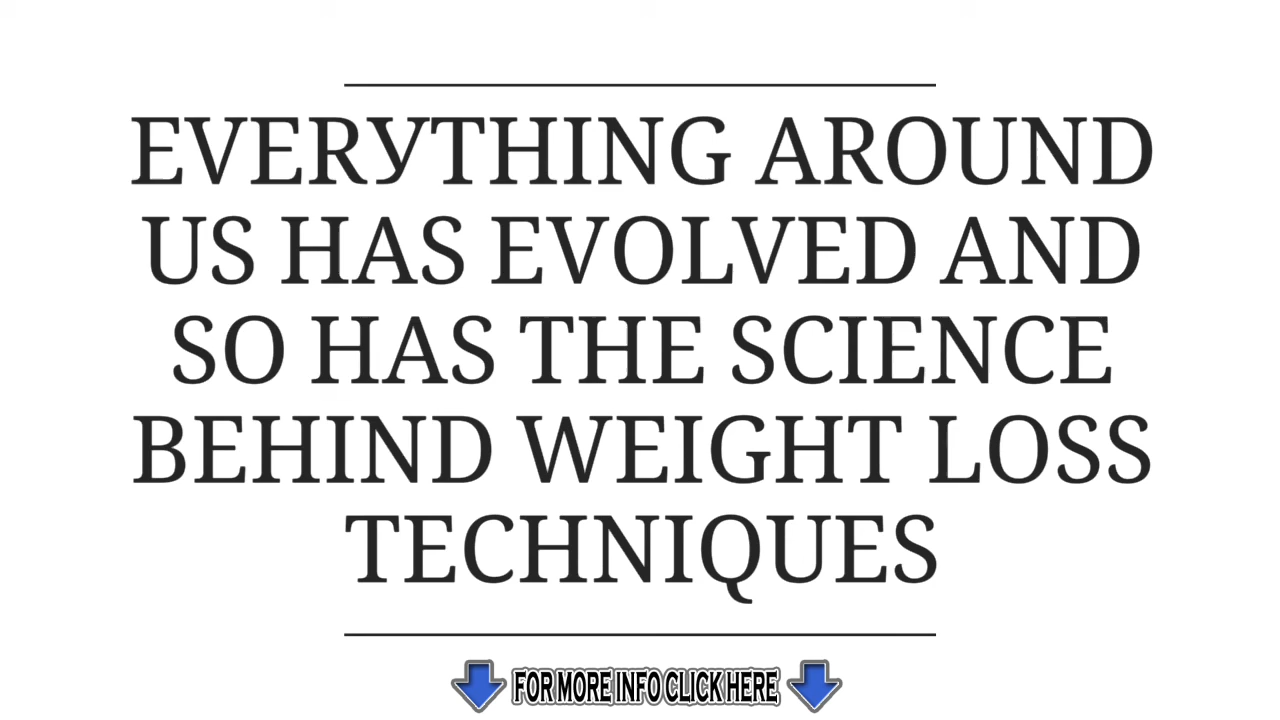 EVERYTHING AROUND
US HAS EVOLVED AND
SO HAS THE SCIENCE
BEHIND WEIGHT LOSS
TECHNIQUES
FOR MORE INFO CLICK HERE